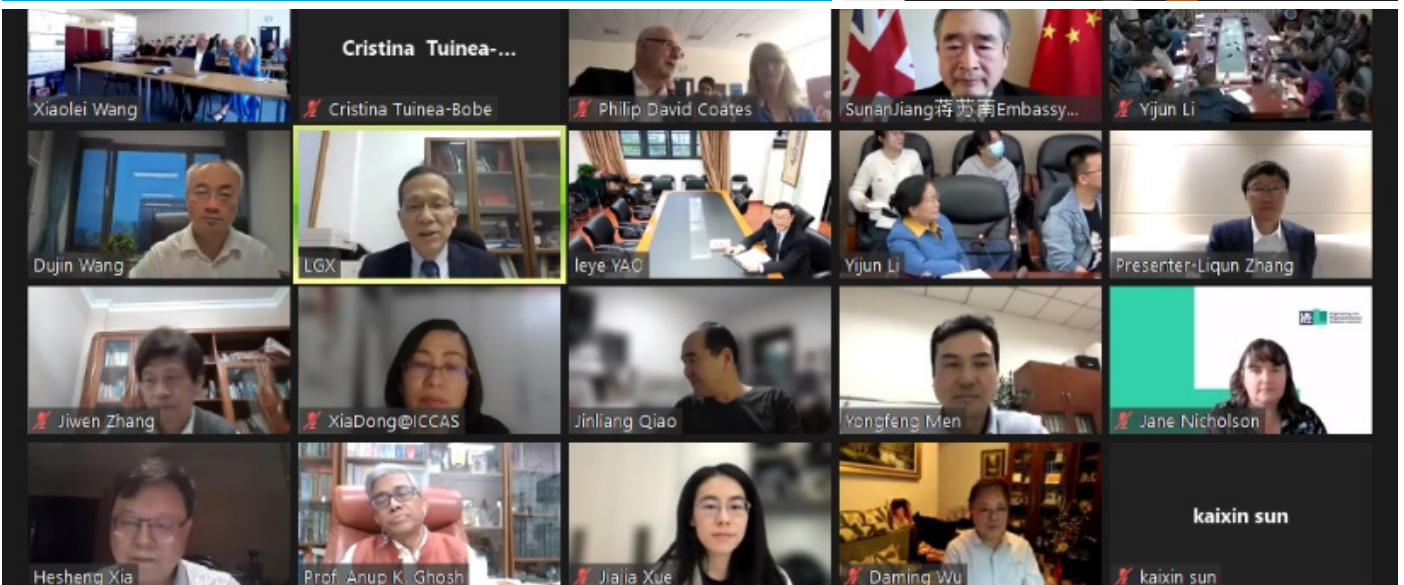 Xiaolei Wang
Cristina Tuinea-...
Cristina Tuinea-Bobe
Philip David Coates
SunanJiang蒋苏南Embassy...
Yijun Li
Dujin Wang
LGX
leye YAO
Yijun Li
Presenter-Liqun Zhang
Jiwen Zhang
XiaDong@ICCAS
Jinliang Qiao
Yongfeng Men
Jane Nicholson
Hesheng Xia
Prof. Anup K. Ghosh
Jiajia Xue
Daming Wu
kaixin sun
kaixin sun